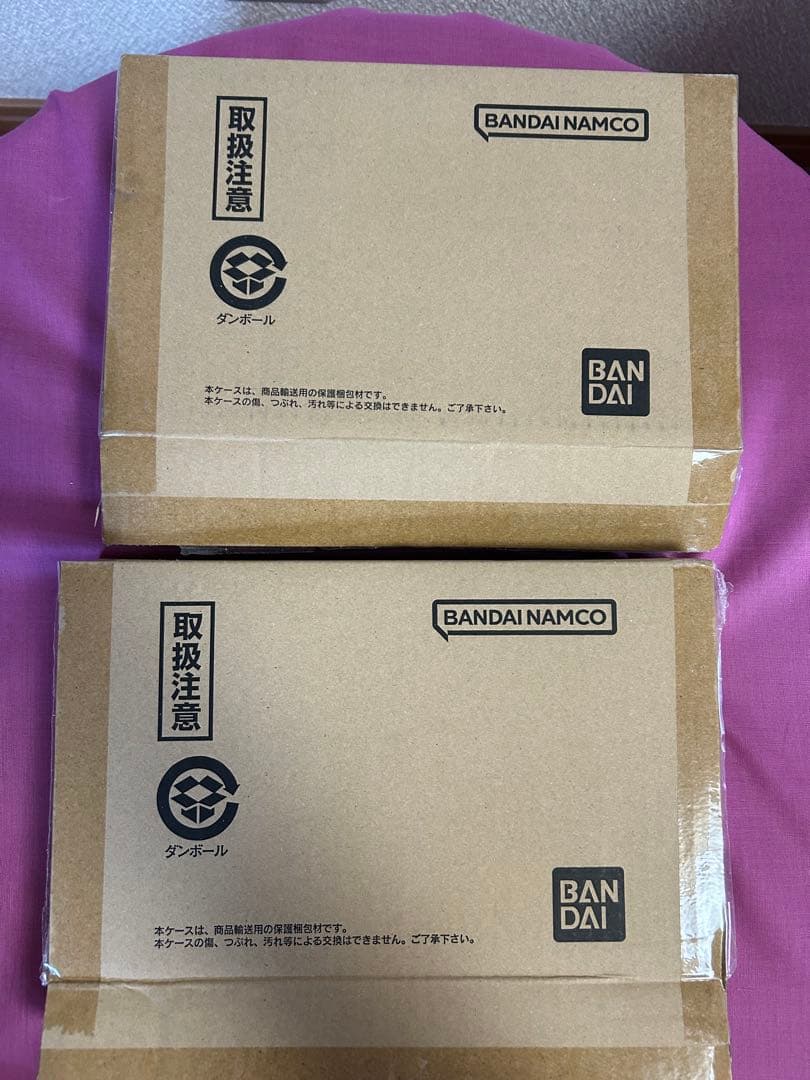 取扱注意
BANDAI NAMCO
ダンボール
BAN
DAI
本ケースは、商品輸送用の保護梱包材です。
本ケースの傷、つぶれ、汚れ等による交換はできません。ご了承下さい。
取扱注意
BANDAI NAMCO
ダンボール
BAN
DAI
本ケースは、商品輸送用の保護梱包材です。
本ケースの傷、つぶれ、汚れ等による交換はできません。ご了承下さい。